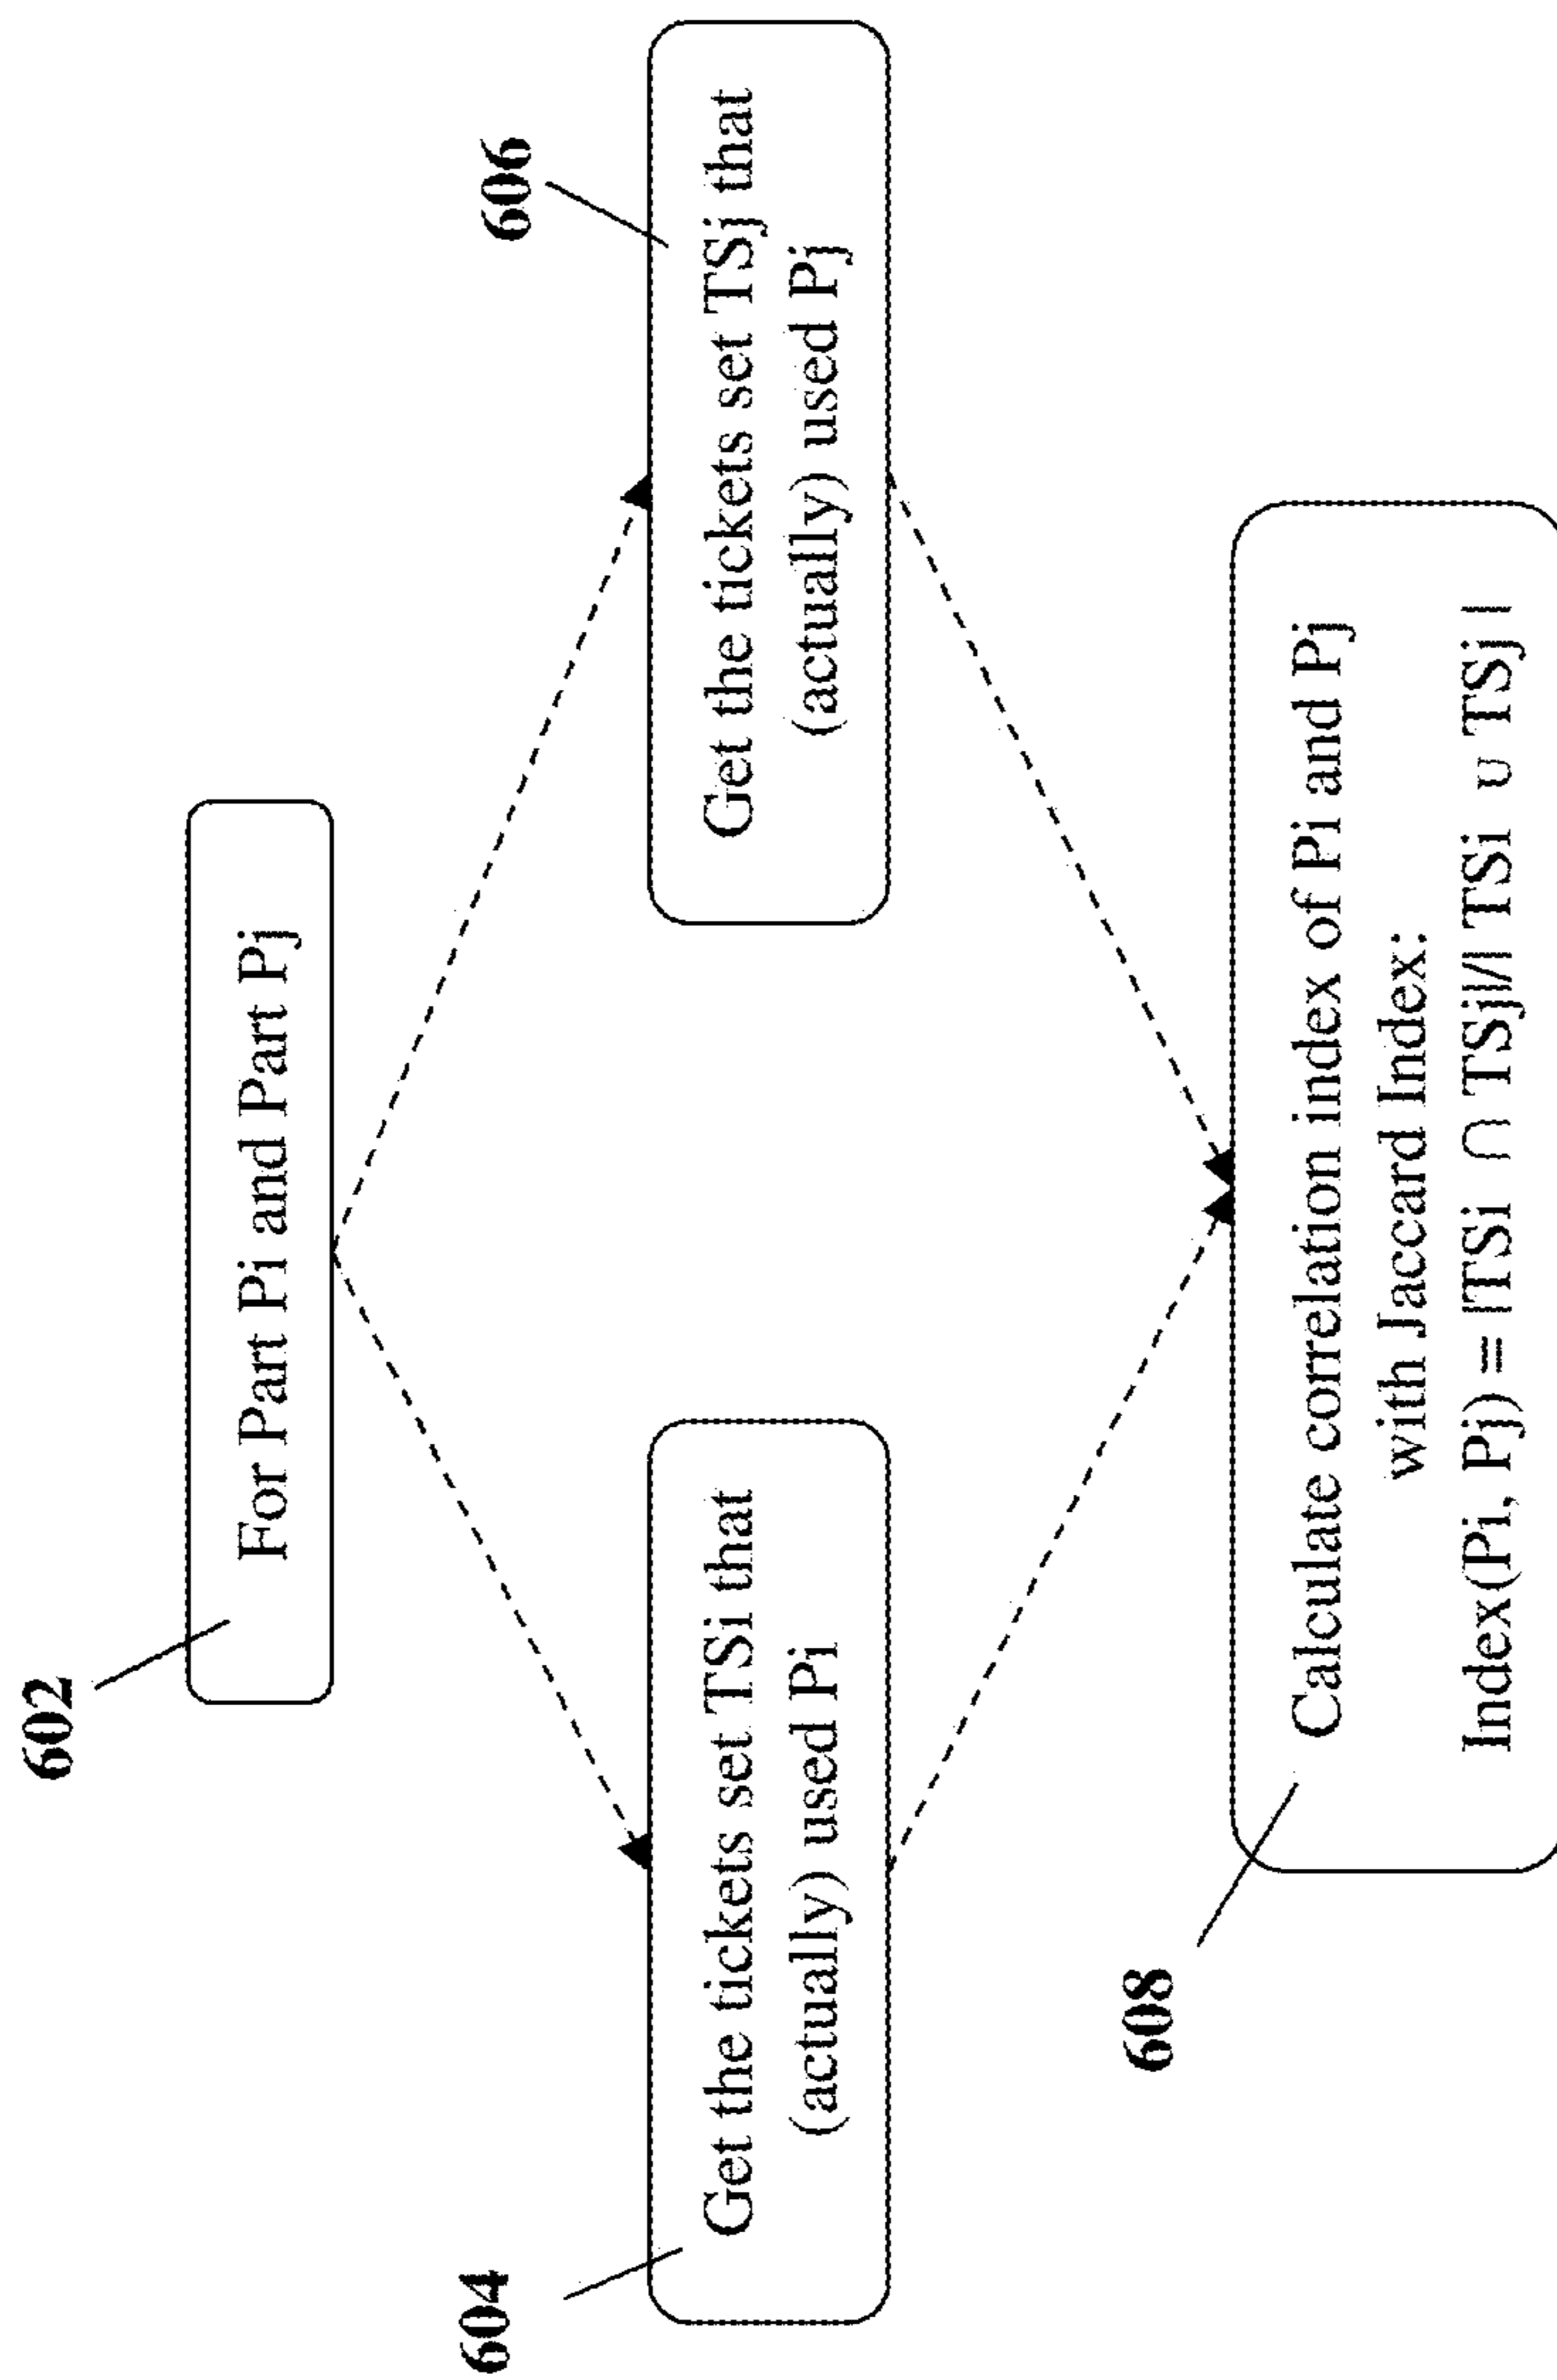 602
For Part Pi and Part Pj
604
Get the tickets set TSi that
(actually) used Pi
606
Get the tickets set TSj that
(actually) used Pj
608
Calculate correlation index of Pi and Pj
with Jaccard Index:
Index(Pi, Pj) = |TSi ∩ TSj|/| TSi ∪ TSj |